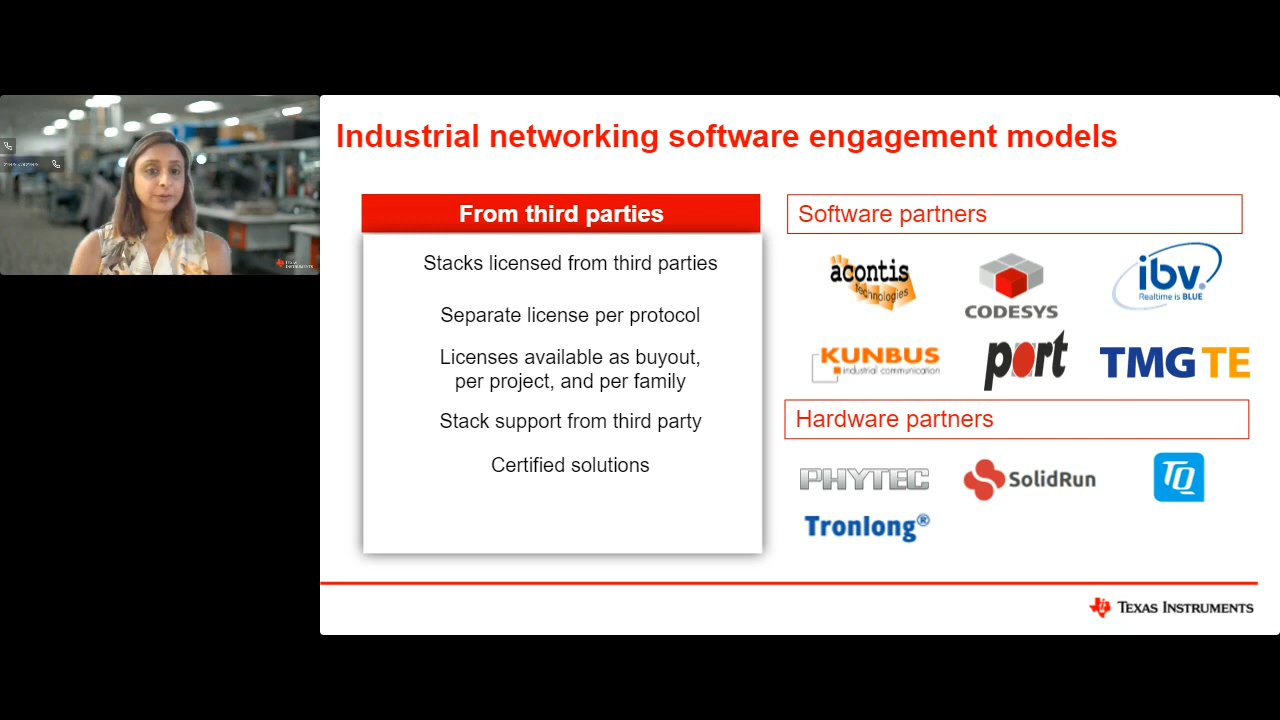 Industrial networking software engagement models
From third parties
Stacks licensed from third parties
Separate license per protocol
Licenses available as buyout,
per project, and per family
Stack support from third party
Certified solutions
Software partners
acontis
technologies
CODESYS
ibv
Realtime is BLUE
KUNBUS
industrial communication
port
TMG TE
Hardware partners
PHYTEC
SolidRun
TQ
Tronlong®
TEXAS INSTRUMENTS
TEXAS
INSTRUMENTS